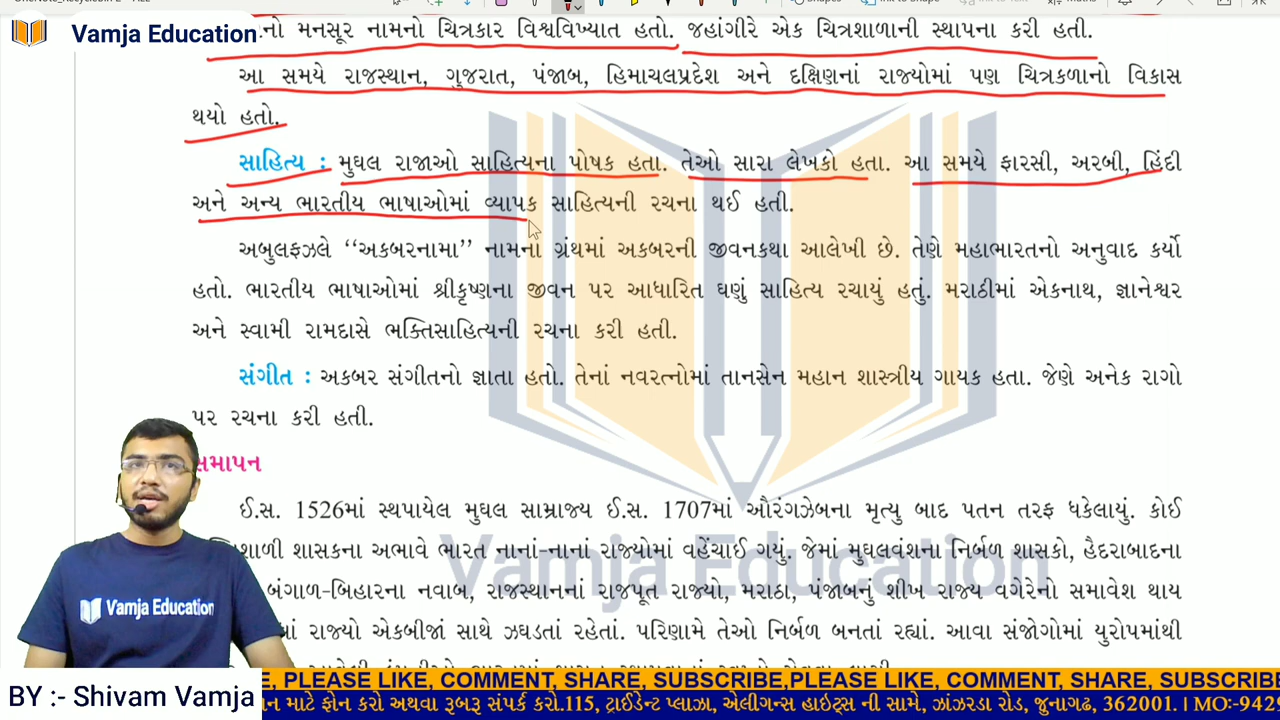 Vamja Education
મનસૂર નામનો ચિત્રકાર વિશ્વવિખ્યાત હતો. જહાંગીરે એક ચિત્રશાળાની સ્થાપના કરી હતી.
આ સમયે રાજસ્થાન, ગુજરાત, પંજાબ, હિમાચલપ્રદેશ અને દક્ષિણનાં રાજ્યોમાં પણ ચિત્રકળાનો વિકાસ
થયો હતો.
સાહિત્ય : મુઘલ રાજાઓ સાહિત્યના પોષક હતા. તેઓ સારા લેખકો હતા. આ સમયે ફારસી, અરબી, હિંદી
અને અન્ય ભારતીય ભાષાઓમાં વ્યાપક સાહિત્યની રચના થઈ હતી.
અબુલફઝલે “અકબરનામા” નામના ગ્રંથમાં અકબરની જીવનકથા આલેખી છે. તેણે મહાભારતનો અનુવાદ કર્યો
હતો. ભારતીય ભાષાઓમાં શ્રીકૃષ્ણના જીવન પર આધારિત ઘણું સાહિત્ય રચાયું હતું. મરાઠીમાં એકનાથ, જ્ઞાનેશ્વર
અને સ્વામી રામદાસે ભક્તિસાહિત્યની રચના કરી હતી.
સંગીત : અકબર સંગીતનો જ્ઞાતા હતો. તેનાં નવરત્નોમાં તાનસેન મહાન શાસ્ત્રીય ગાયક હતા. જેણે અનેક રાગો
પર રચના કરી હતી.
સમાપન
ઈ.સ. 1526માં સ્થપાયેલ મુઘલ સામ્રાજ્ય ઈ.સ. 1707માં ઔરંગઝેબના મૃત્યુ બાદ પતન તરફ ધકેલાયું. કોઈ
શાસકના અભાવે ભારત નાનાં-નાનાં રાજ્યોમાં વહેંચાઈ ગયું. જેમાં મુઘલવંશના નિર્બળ શાસકો, હૈદરાબાદના
બંગાળ-બિહારના નવાબ, રાજસ્થાનનાં રાજપૂત રાજ્યો, મરાઠા, પંજાબનું શીખ રાજ્ય વગેરેનો સમાવેશ થાય
રાજ્યો એકબીજાં સાથે ઝઘડતાં રહેતાં. પરિણામે તેઓ નિર્બળ બનતાં રહ્યાં. આવા સંજોગોમાં યુરોપમાંથી
Vamja Education
Vamja Education
PLEASE LIKE, COMMENT, SHARE, SUBSCRIBE,PLEASE LIKE, COMMENT, SHARE,
BY :- Shivam Vamja
માટે ફોન કરો અથવા રૂબરૂ સંપર્ક કરો.115, ટ્રાઈડેન્ટ પ્લાઝા, એલીગન્સ હાઇટ્સ ની સામે, ઝાંઝરડા રોડ, જુનાગઢ, 362001. | MO:-942